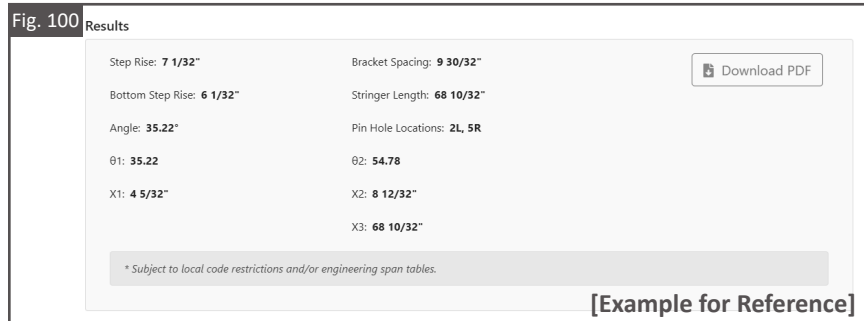 Fig. 100
Results
Step Rise: 7 1/32" Bracket Spacing: 9 30/32" Download PDF
Bottom Step Rise: 6 1/32" Stringer Length: 68 10/32"
Angle: 35.22° Pin Hole Locations: 2L, 5R
θ1: 35.22 θ2: 54.78
X1: 4 5/32" X2: 8 12/32"
X3: 68 10/32"
* Subject to local code restrictions and/or engineering span tables.
[Example for Reference]